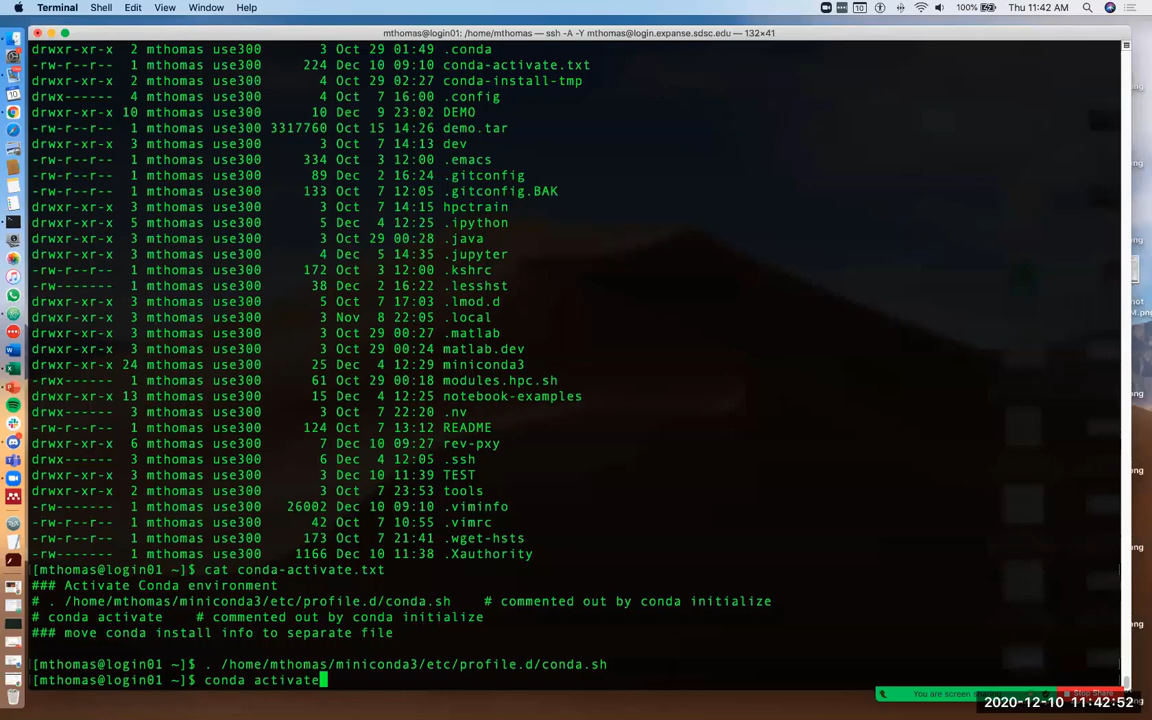 Terminal Shell Edit View Window Help 10 100% Thu 11:42 AM
mthomas@login01: /home/mthomas — ssh -A -Y mthomas@login.expanse.sdsc.edu — 132×41
drwxr-xr-x 2 mthomas use300 3 Oct 29 01:49 .conda
-rw-r--r-- 1 mthomas use300 224 Dec 10 09:10 conda-activate.txt
drwxr-xr-x 2 mthomas use300 4 Oct 29 02:27 conda-install-tmp
drwx------ 4 mthomas use300 4 Oct 7 16:00 .config
drwxr-xr-x 10 mthomas use300 10 Dec 9 23:02 DEMO
-rw-r--r-- 1 mthomas use300 3317760 Oct 15 14:26 demo.tar
drwxr-xr-x 3 mthomas use300 3 Oct 7 14:13 dev
-rw-r--r-- 1 mthomas use300 334 Oct 3 12:00 .emacs
-rw-r--r-- 1 mthomas use300 89 Dec 2 16:24 .gitconfig
-rw-r--r-- 1 mthomas use300 133 Oct 7 12:05 .gitconfig.BAK
drwxr-xr-x 3 mthomas use300 3 Oct 7 14:15 hpctrain
drwxr-xr-x 5 mthomas use300 5 Dec 4 12:25 .ipython
drwxr-xr-x 3 mthomas use300 3 Oct 29 00:28 .java
drwxr-xr-x 3 mthomas use300 4 Dec 5 14:35 .jupyter
-rw-r--r-- 1 mthomas use300 172 Oct 3 12:00 .kshrc
-rw------- 1 mthomas use300 38 Dec 2 16:22 .lesshst
drwxr-xr-x 2 mthomas use300 5 Oct 7 17:03 .lmod.d
drwxr-xr-x 3 mthomas use300 3 Nov 8 22:05 .local
drwxr-xr-x 3 mthomas use300 3 Oct 29 00:27 .matlab
drwxr-xr-x 2 mthomas use300 3 Oct 29 00:24 matlab.dev
drwxr-xr-x 24 mthomas use300 25 Dec 4 12:29 miniconda3
-rwx------ 1 mthomas use300 61 Oct 29 00:18 modules.hpc.sh
drwxr-xr-x 13 mthomas use300 15 Dec 4 12:25 notebook-examples
drwx------ 3 mthomas use300 3 Oct 7 22:20 .nv
-rw-r--r-- 1 mthomas use300 124 Oct 7 13:12 README
drwxr-xr-x 6 mthomas use300 7 Dec 10 09:27 rev-pxy
drwx------ 3 mthomas use300 6 Dec 4 12:05 .ssh
drwxr-xr-x 3 mthomas use300 3 Dec 10 11:39 TEST
drwxr-xr-x 2 mthomas use300 3 Oct 7 23:53 tools
-rw------- 1 mthomas use300 26002 Dec 10 09:10 .viminfo
-rw-r--r-- 1 mthomas use300 42 Oct 7 10:55 .vimrc
-rw-r--r-- 1 mthomas use300 173 Oct 7 21:41 .wget-hsts
-rw------- 1 mthomas use300 1166 Dec 10 11:38 .Xauthority
[mthomas@login01 ~]$ cat conda-activate.txt
### Activate Conda environment
# . /home/mthomas/miniconda3/etc/profile.d/conda.sh # commented out by conda initialize
# conda activate # commented out by conda initialize
### move conda install info to separate file
[mthomas@login01 ~]$ . /home/mthomas/miniconda3/etc/profile.d/conda.sh
[mthomas@login01 ~]$ conda activate
You are screen sharing Stop Share
2020-12-10 11:42:52